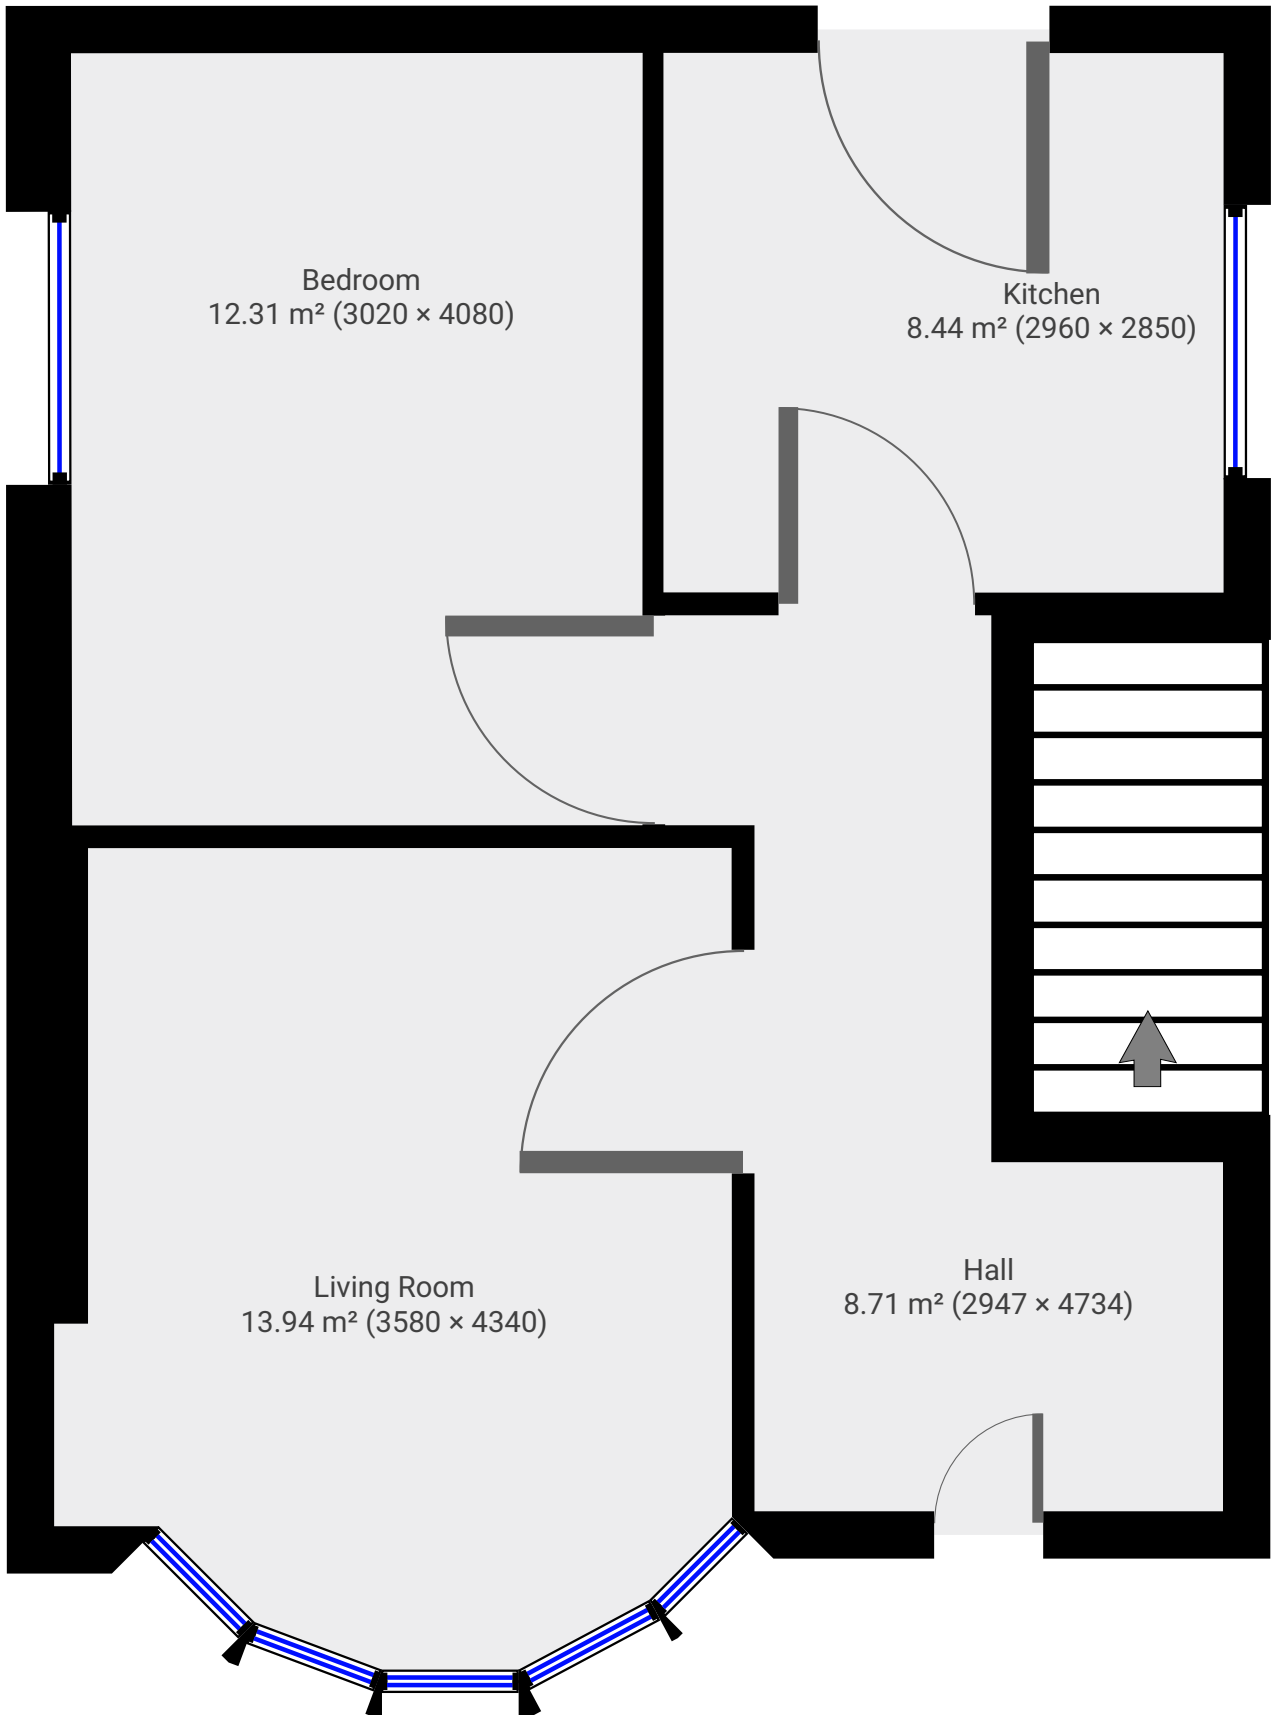 Bedroom
12.31 m² (3020 × 4080)
Kitchen
8.44 m² (2960 × 2850)
Living Room
13.94 m² (3580 × 4340)
Hall
8.71 m² (2947 × 4734)